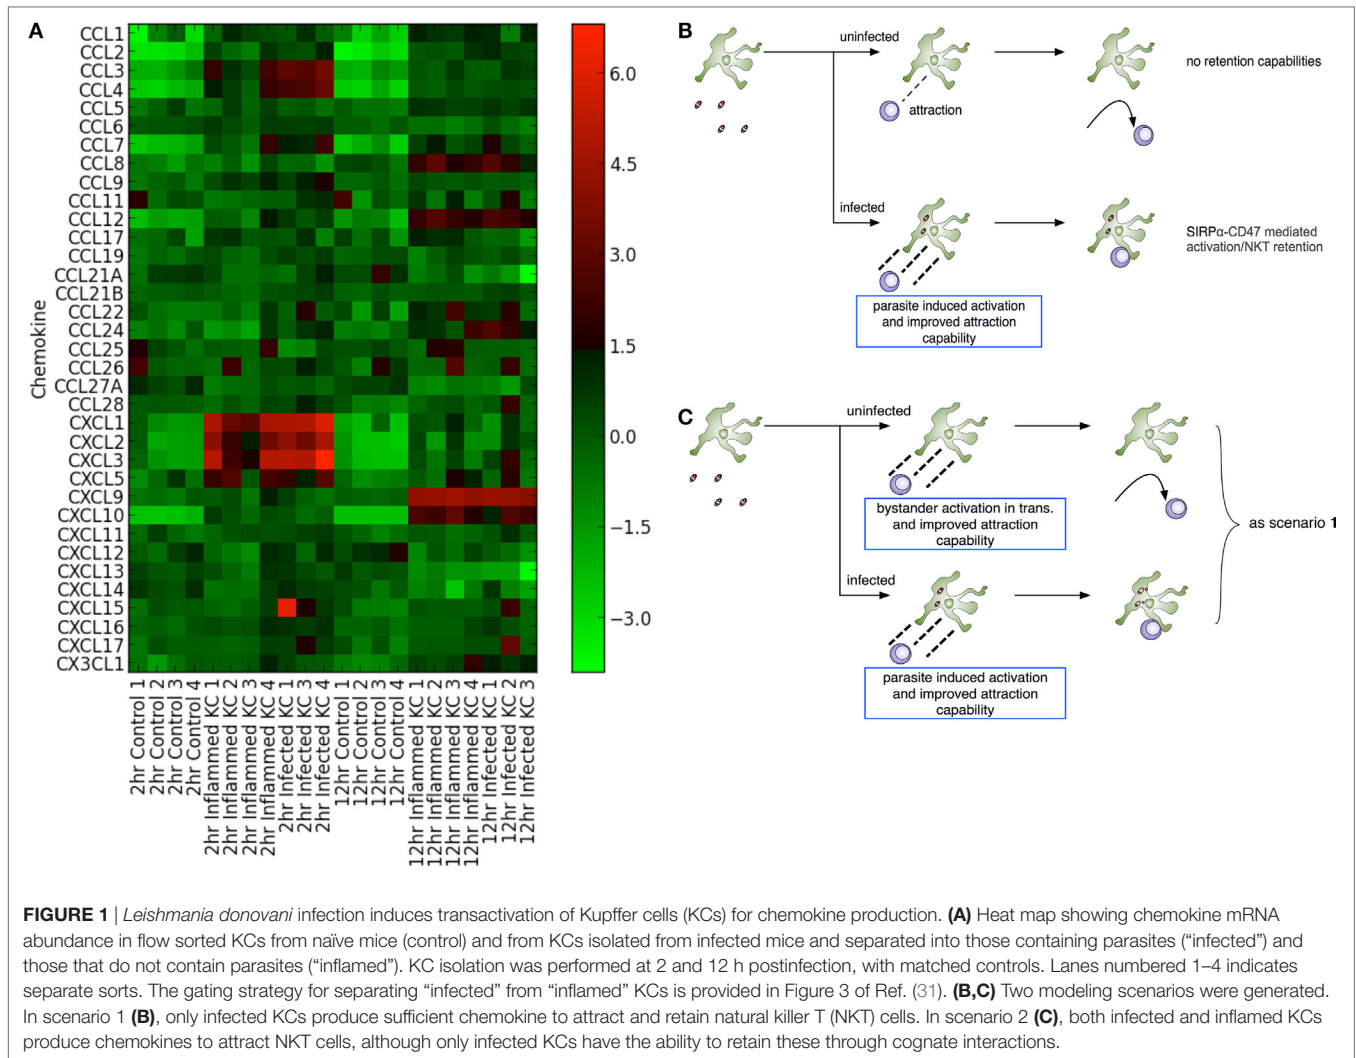 A
CCL1
CCL2
CCL3
CCL4
CCL5
CCL6
CCL7
CCL8
CCL9
CCL11
CCL12
CCL17
CCL19
CCL21A
CCL21B
CCL22
CCL24
CCL25
CCL26
CCL27A
CCL28
CXCL1
CXCL2
CXCL3
CXCL5
CXCL9
CXCL10
CXCL11
CXCL12
CXCL13
CXCL14
CXCL15
CXCL16
CXCL17
CX3CL1
Chemokine
2hr Control 1
2hr Control 2
2hr Control 3
2hr Control 4
2hr Inflammed KC 1
2hr Inflammed KC 2
2hr Inflammed KC 3
2hr Inflammed KC 4
2hr Infected KC 1
2hr Infected KC 3
2hr Infected KC 4
12hr Control 1
12hr Control 2
12hr Control 3
12hr Control 4
12hr Inflammed KC 1
12hr Inflammed KC 2
12hr Inflammed KC 3
12hr Inflammed KC 4
12hr Infected KC 1
12hr Infected KC 2
12hr Infected KC 3
6.0
4.5
3.0
1.5
0.0
−1.5
−3.0
B
uninfected
attraction
no retention capabilities
infected
SIRPα-CD47 mediated
activation/NKT retention
parasite induced activation
and improved attraction
capability
C
uninfected
bystander activation in trans.
and improved attraction
capability
as scenario 1
infected
parasite induced activation
and improved attraction
capability
FIGURE 1 | Leishmania donovani infection induces transactivation of Kupffer cells (KCs) for chemokine production. (A) Heat map showing chemokine mRNA
abundance in flow sorted KCs from naïve mice (control) and from KCs isolated from infected mice and separated into those containing parasites (“infected”) and
those that do not contain parasites (“inflamed”). KC isolation was performed at 2 and 12 h postinfection, with matched controls. Lanes numbered 1–4 indicates
separate sorts. The gating strategy for separating “infected” from “inflamed” KCs is provided in Figure 3 of Ref. (31). (B,C) Two modeling scenarios were generated.
In scenario 1 (B), only infected KCs produce sufficient chemokine to attract and retain natural killer T (NKT) cells. In scenario 2 (C), both infected and inflamed KCs
produce chemokines to attract NKT cells, although only infected KCs have the ability to retain these through cognate interactions.